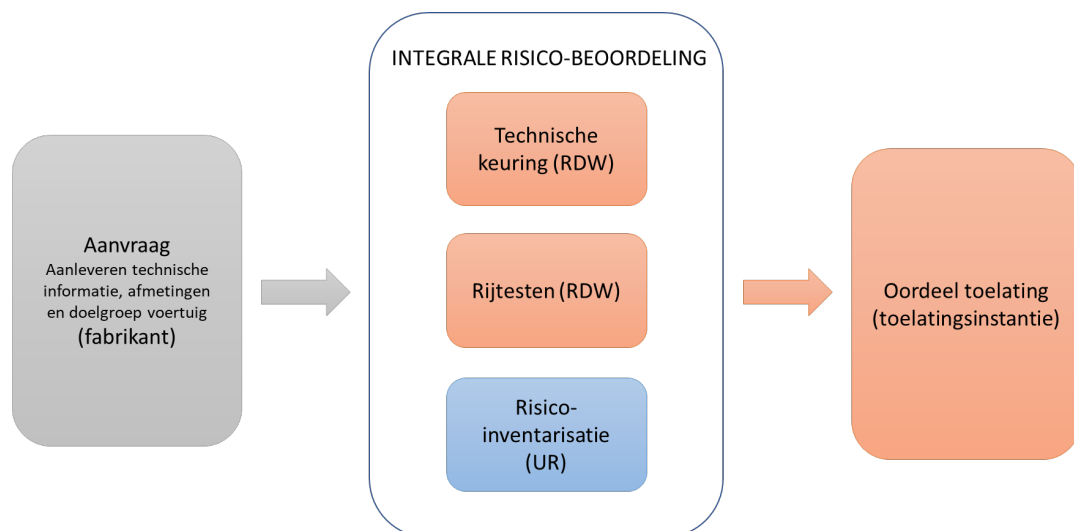 Aanvraag
Aanleveren technische
informatie, afmetingen
en doelgroep voertuig
(fabrikant)
INTEGRALE RISICO-BEOORDELING
Technische
keuring (RDW)
Rijtesten (RDW)
Risico-
inventarisatie
(UR)
Oordeel toelating
(toelatingsinstantie)